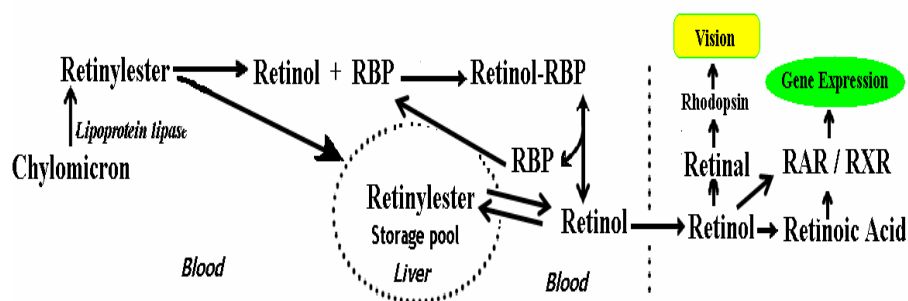 Vision
Retinylester
Retinol + RBP
Retinol-RBP
Gene Expression
Rhodopsin
Lipoprotein lipase
Chylomicron
RBP
Retinal
RAR / RXR
Retinylester
Storage pool
Liver
Retinol
Retinol
Retinoic Acid
Blood
Blood